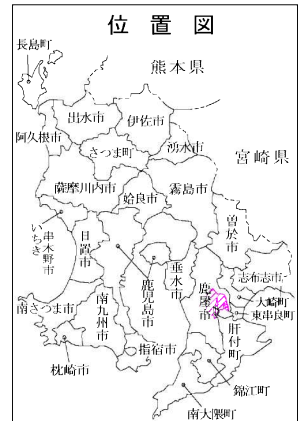 位置図
長島町
熊本県
出水市
伊佐市
阿久根市
湧水市
さつま町
宮崎県
薩摩川内市
姶良市
霧島市
いちき
串木野市
日置市
曽於市
垂水市
鹿児島市
鹿屋市
志布志市
大崎町
東串良町
南さつま市
南九州市
肝付町
指宿市
枕崎市
錦江町
南大隅町